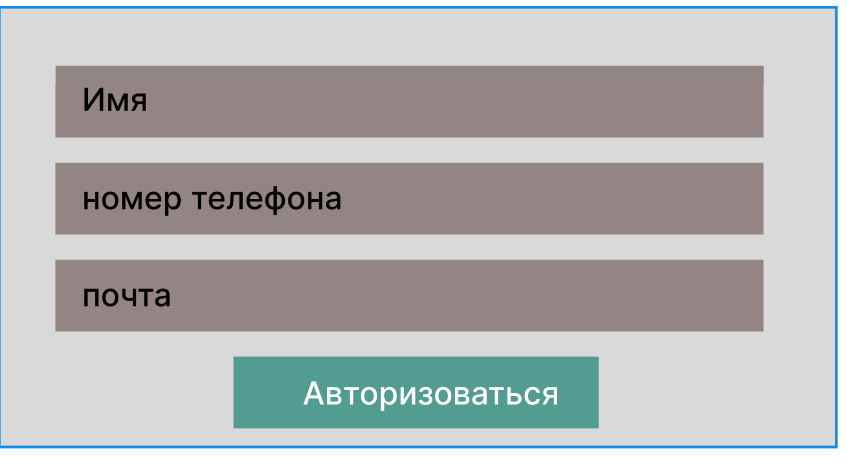 Имя
номер телефона
почта
Авторизоваться